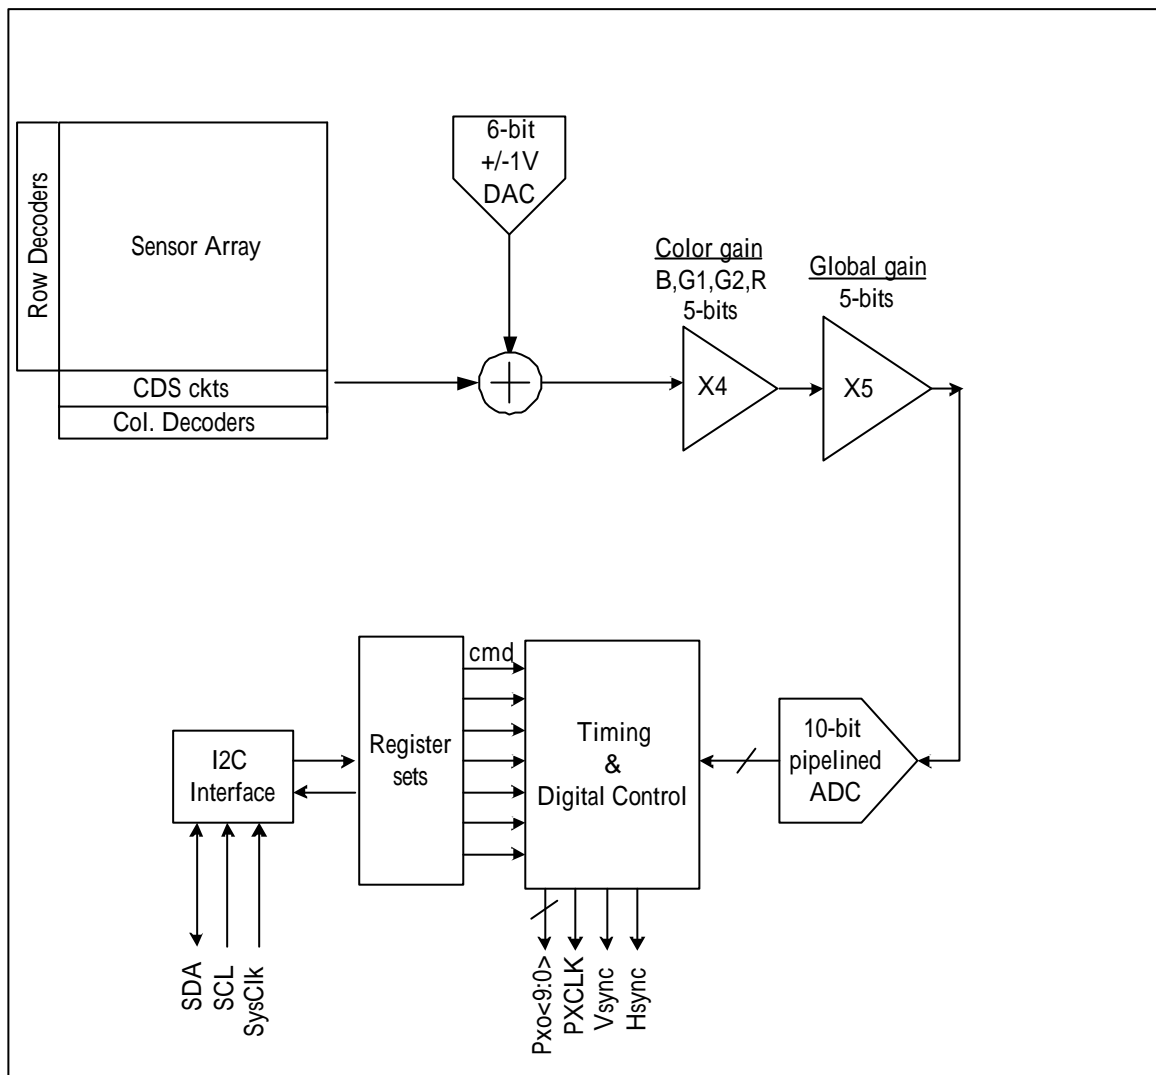 6-bit
+/-1V
DAC
Row Decoders
Sensor Array
Color gain
B,G1,G2,R
5-bits
Global gain
5-bits
CDS ckts
Col. Decoders
X4
X5
cmd
I2C
Interface
Register
sets
Timing
&
Digital Control
10-bit
pipelined
ADC
SDA
SCL
SysClk
Pxo<9:0>
PXCLK
Vsync
Hsync